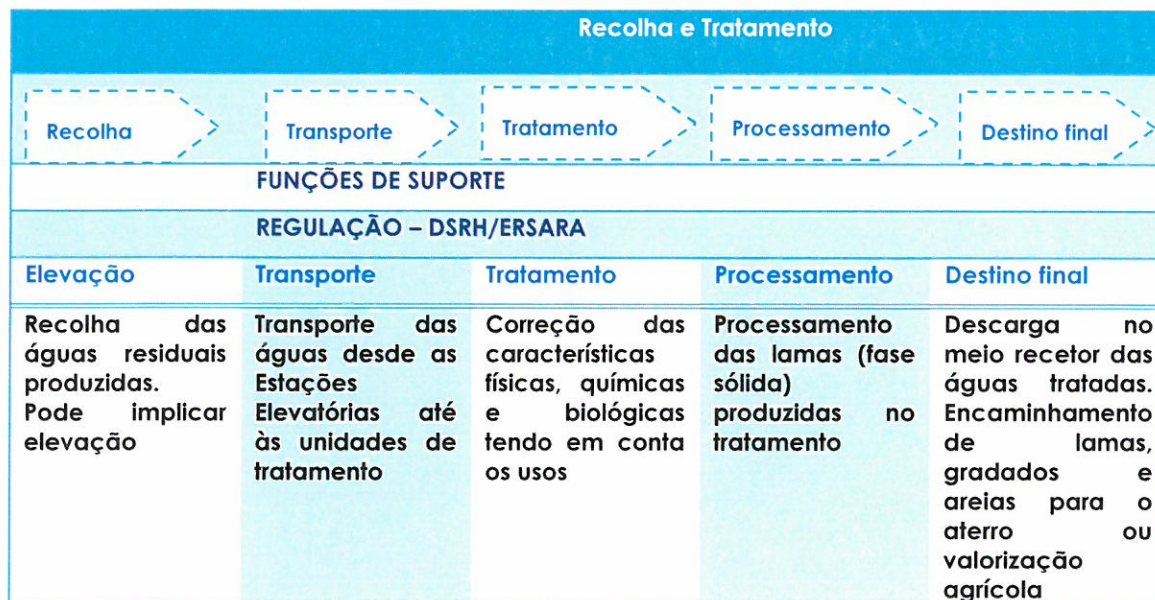 Recolha e Tratamento
Recolha
Transporte
Tratamento
Processamento
Destino final
FUNÇÕES DE SUPORTE
REGULAÇÃO – DSRH/ERSARA
Elevação
Transporte
Tratamento
Processamento
Destino final
Recolha das
águas residuais
produzidas.
Pode implicar
elevação
Transporte das
águas desde as
Estações
Elevatórias até
às unidades de
tratamento
Correção das
características
físicas, químicas
e biológicas
tendo em conta
os usos
Processamento
das lamas (fase
sólida)
produzidas no
tratamento
Descarga no
meio recetor das
águas tratadas.
Encaminhamento
de lamas,
gradados e
areias para o
aterro ou
valorização
agrícola